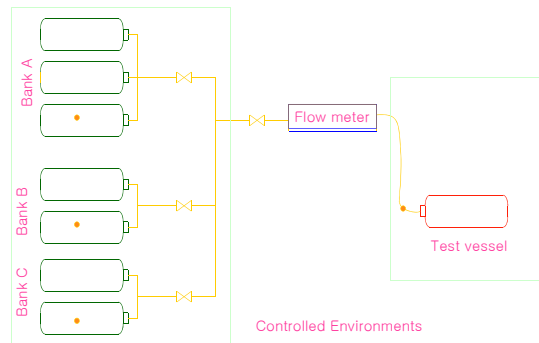 Bank A
Flow meter
Bank B
Test vessel
Bank C
Controlled Environments